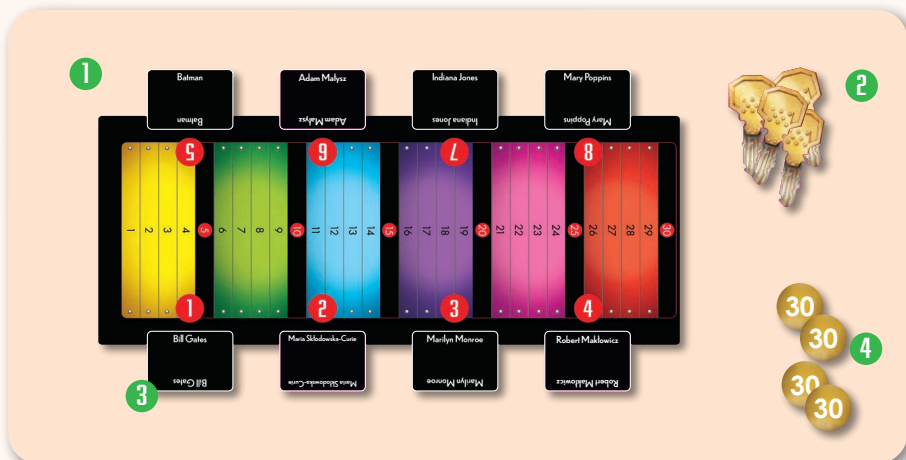 1
2
Batman
Adam Małysz
Indiana Jones
Mary Poppins
Batman
Adam Małysz
Indiana Jones
Mary Poppins
5
6
7
8
1 2 3 4 5 6 7 8 9 10 11 12 13 14 15 16 17 18 19 20 21 22 23 24 25 26 27 28 29 30
1
2
3
4
Bill Gates
Maria Skłodowska-Curie
Marilyn Monroe
Robert Makłowicz
Bill Gates
Maria Skłodowska-Curie
Marilyn Monroe
Robert Makłowicz
3
30
30
4
30
30